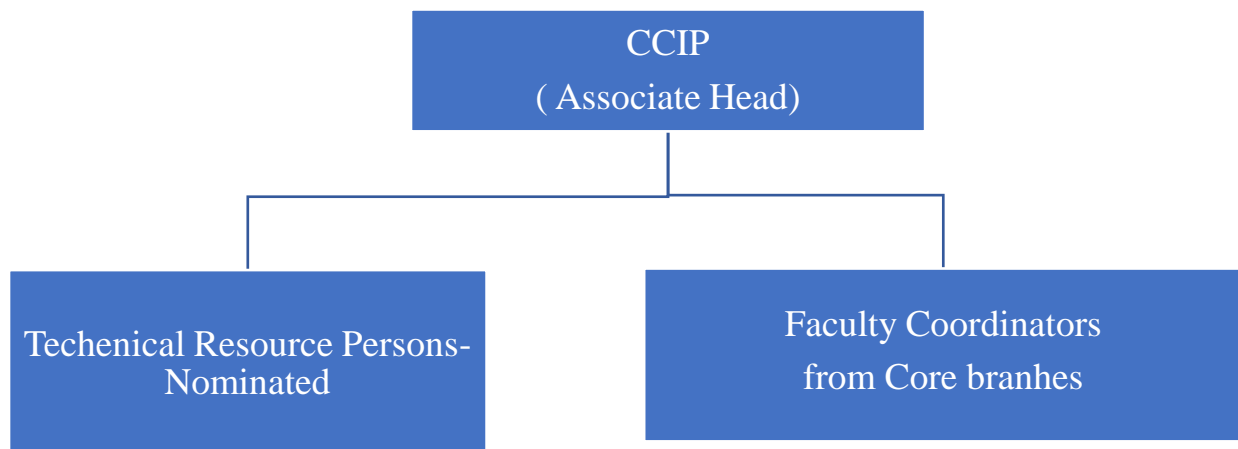 CCIP
( Associate Head)
Techenical Resource Persons-
Nominated
Faculty Coordinators
from Core branhes